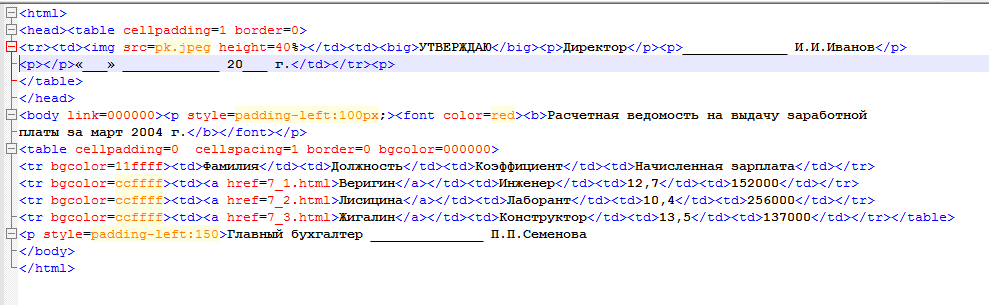 <html>
<head><table cellpadding=1 border=0>
<tr><td><img src=pk.jpeg height=40%></td><td><big>УТВЕРЖДАЮ</big><p>Директор</p><p>______________ И.И.Иванов</p>
<p></p>«___» _____________ 20___ г.</td></tr><p>
</table>
</head>
<body link=000000><p style=padding-left:100px;><font color=red><b>Расчетная ведомость на выдачу заработной
платы за март 2004 г.</b></font></p>
<table cellpadding=0  cellspacing=1 border=0 bgcolor=000000>
<tr bgcolor=11ffff><td>Фамилия</td><td>Должность</td><td>Коэффициент</td><td>Начисленная зарплата</td></tr>
<tr bgcolor=ccffff><td><a href=7_1.html>Веригин</a></td><td>Инженер</td><td>12,7</td><td>152000</td></tr>
<tr bgcolor=ccffff><td><a href=7_2.html>Лисицина</a></td><td>Лаборант</td><td>10,4</td><td>256000</td></tr>
<tr bgcolor=ccffff><td><a href=7_3.html>Жигалин</a></td><td>Конструктор</td><td>13,5</td><td>137000</td></tr></table>
<p style=padding-left:150>Главный бухгалтер _______________ П.П.Семенова
</body>
</html>